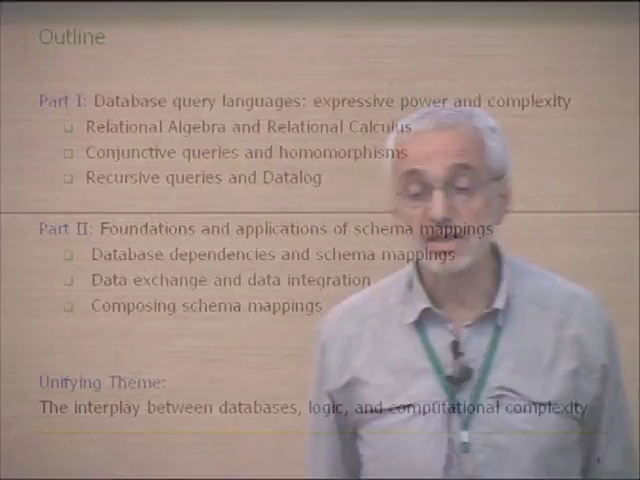 Outline
Part I: Database query languages: expressive power and complexity
❑ Relational Algebra and Relational Calculus
❑ Conjunctive queries and homomorphisms
❑ Recursive queries and Datalog
Part II: Foundations and applications of schema mappings
❑ Database dependencies and schema mappings
❑ Data exchange and data integration
❑ Composing schema mappings
Unifying Theme:
The interplay between databases, logic, and computational complexity
4